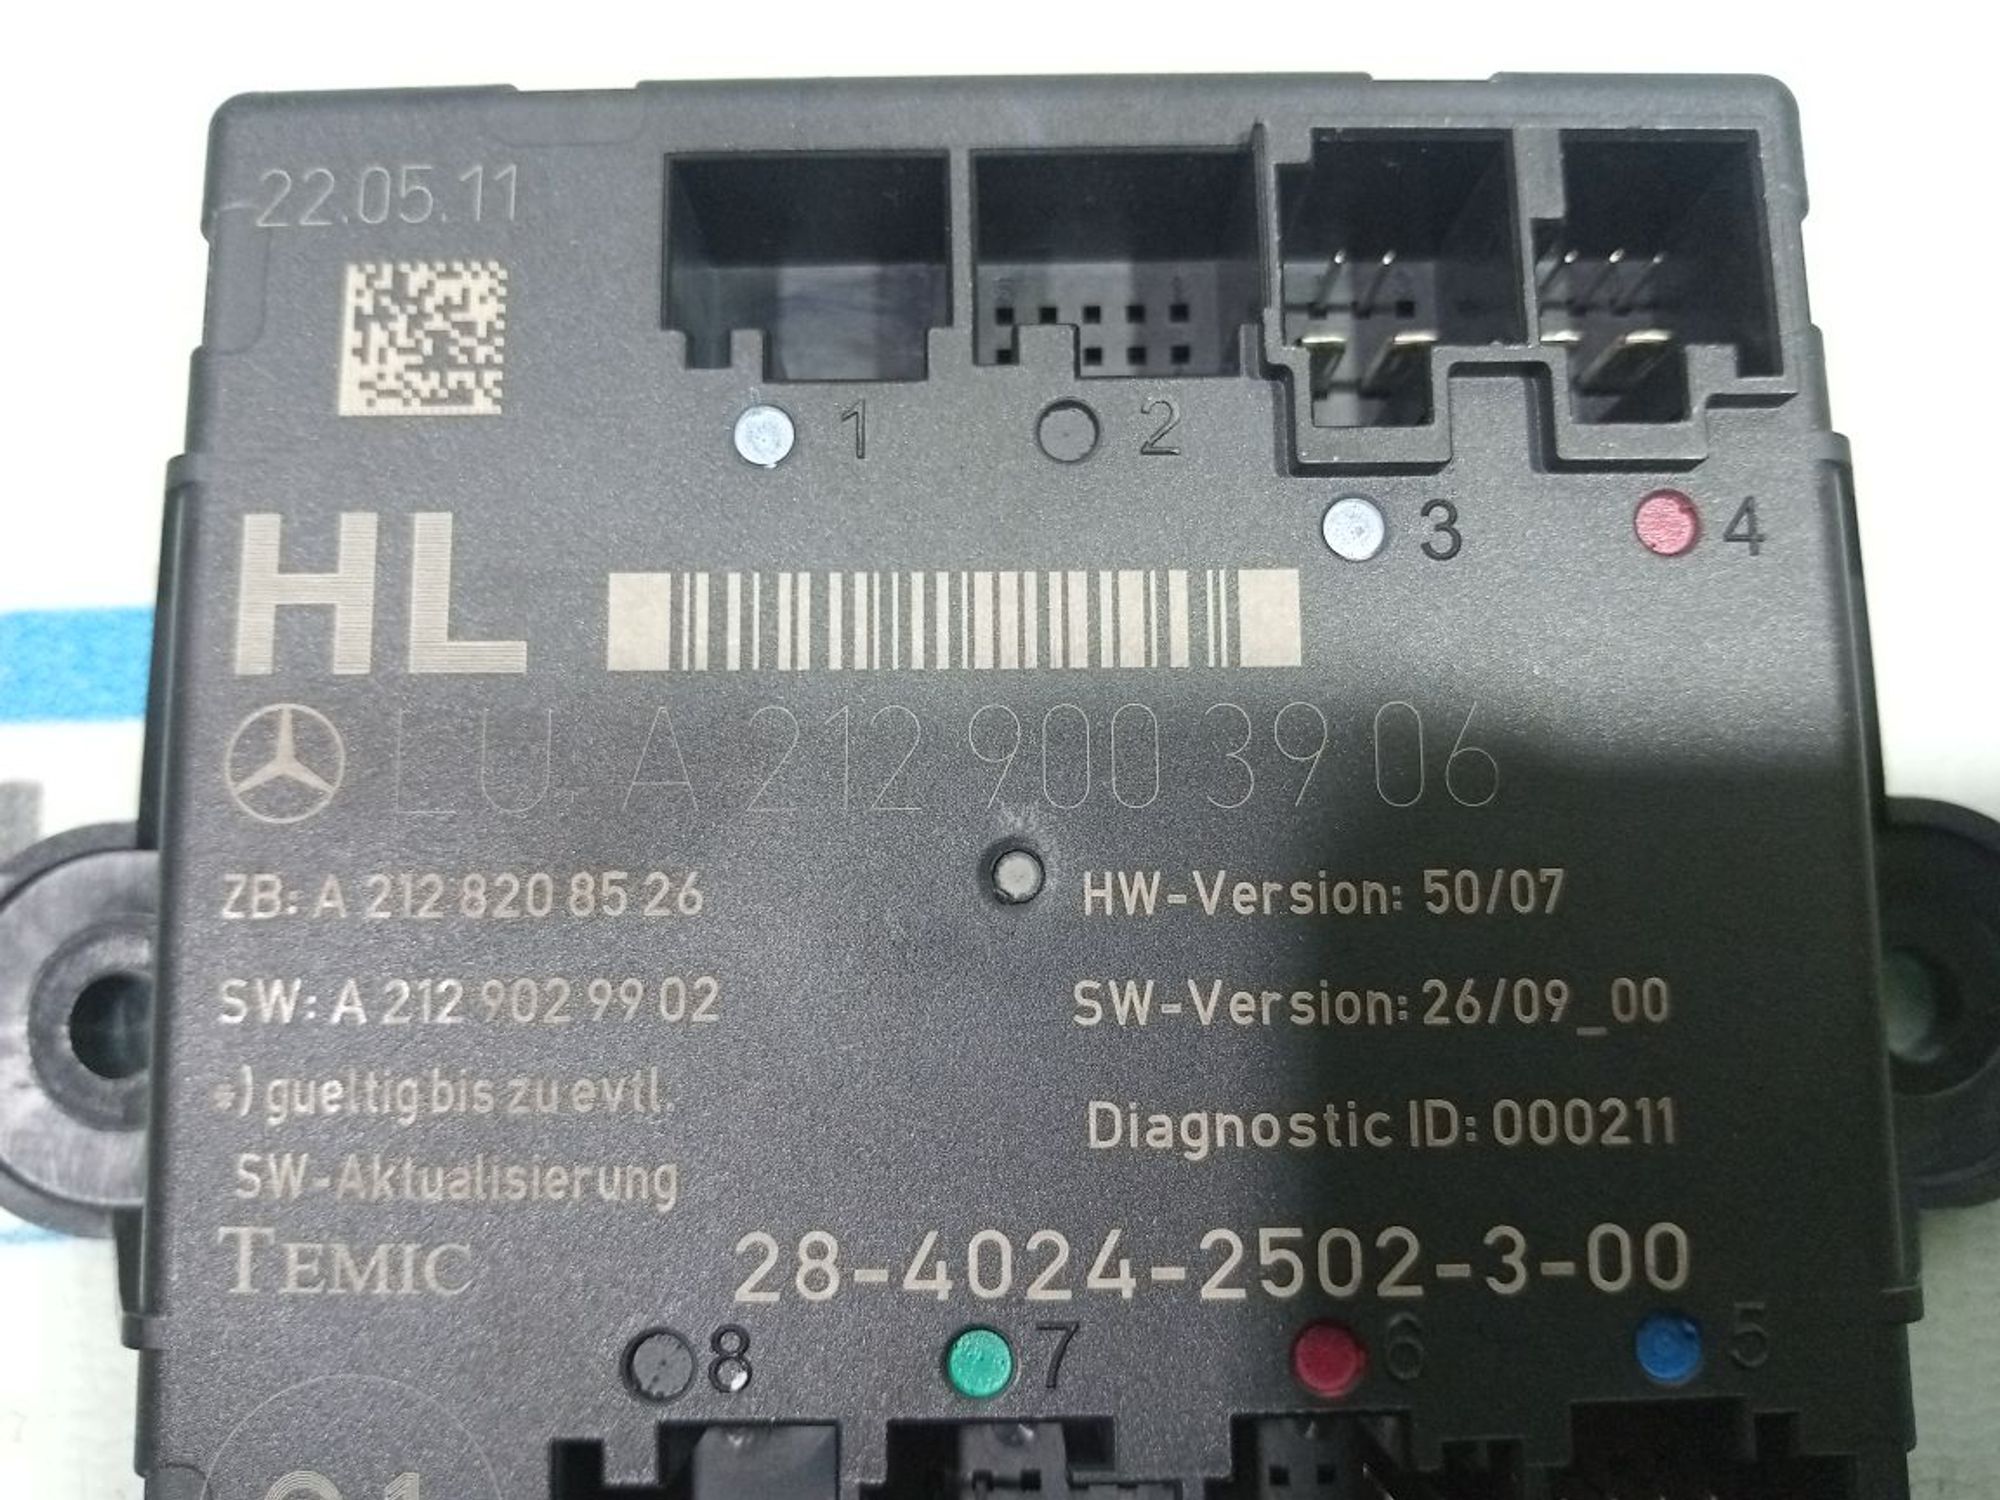 22.05.11
1
2
3
4
HL
LU A 212 900 39 06
ZB: A 212 820 85 26
HW-Version: 50/07
SW: A 212 902 99 02
SW-Version: 26/09_00
*) gueltig bis zu evtl.
SW-Aktualisierung
Diagnostic ID: 000211
TEMIC
28-4024-2502-3-00
8
7
6
5